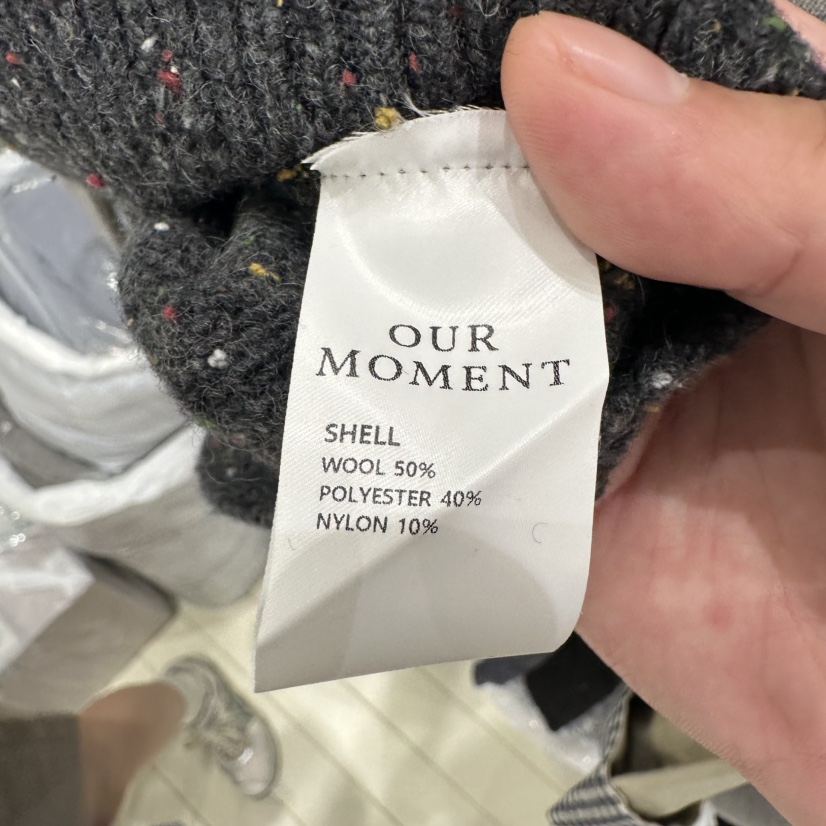 OUR
MOMENT
SHELL
WOOL 50%
POLYESTER 40%
NYLON 10%